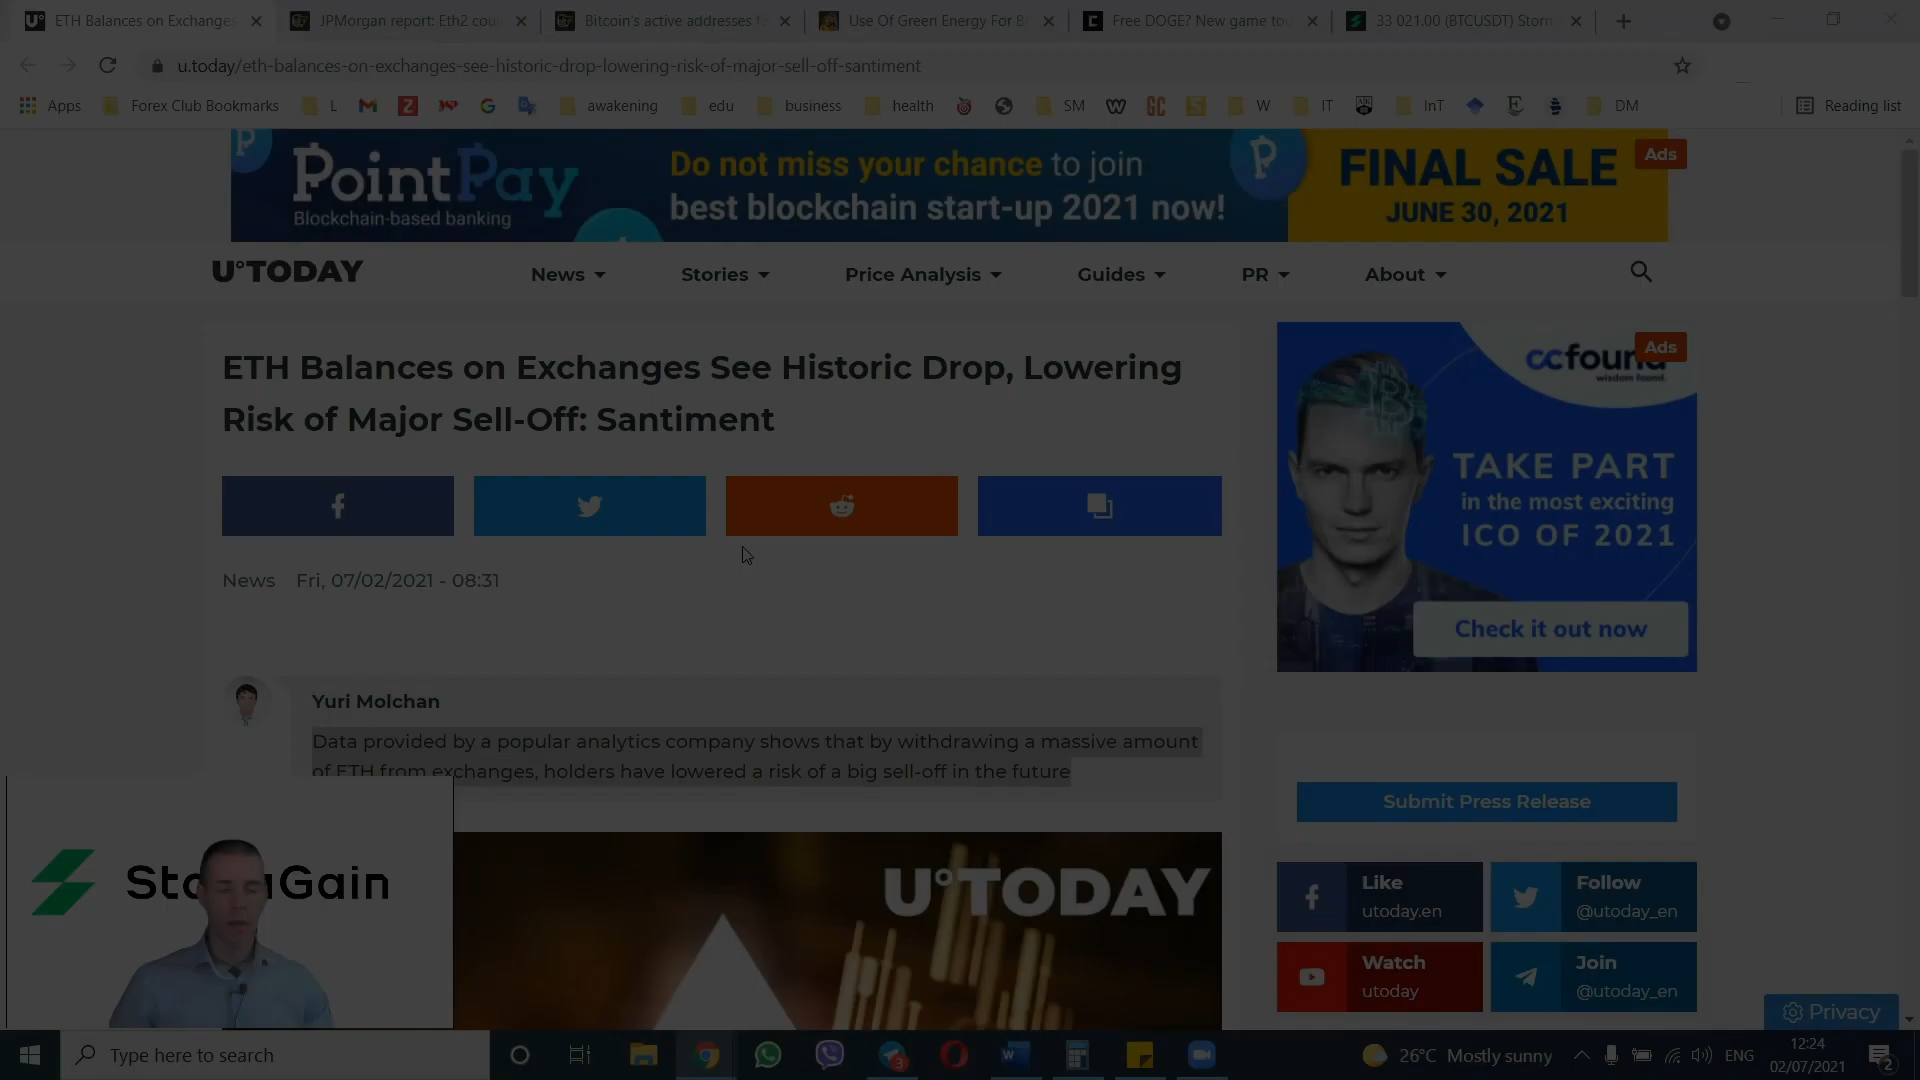 ETH Balances on Exchanges
JPMorgan report: Eth2 cou
Bitcoin's active addresses f
Use Of Green Energy For B
Free DOGE? New game to
33 021.00 (BTCUSDT) Storm
u.today/eth-balances-on-exchanges-see-historic-drop-lowering-risk-of-major-sell-off-santiment
Apps
Forex Club Bookmarks
L
awakening
edu
business
health
SM
GC
W
IT
InT
DM
Reading list
PointPay
Blockchain-based banking
Do not miss your chance to join
best blockchain start-up 2021 now!
FINAL SALE
JUNE 30, 2021
Ads
U°TODAY
News
Stories
Price Analysis
Guides
PR
About
ETH Balances on Exchanges See Historic Drop, Lowering
Risk of Major Sell-Off: Santiment
News Fri, 07/02/2021 - 08:31
Yuri Molchan
Data provided by a popular analytics company shows that by withdrawing a massive amount
of ETH from exchanges, holders have lowered a risk of a big sell-off in the future
U°TODAY
ccfound
wisdom found.
Ads
TAKE PART
in the most exciting
ICO OF 2021
Check it out now
Submit Press Release
Like
utoday.en
Follow
@utoday_en
Watch
utoday
Join
@utoday_en
Privacy
Type here to search
3
26°C Mostly sunny
ENG
12:24
02/07/2021
2